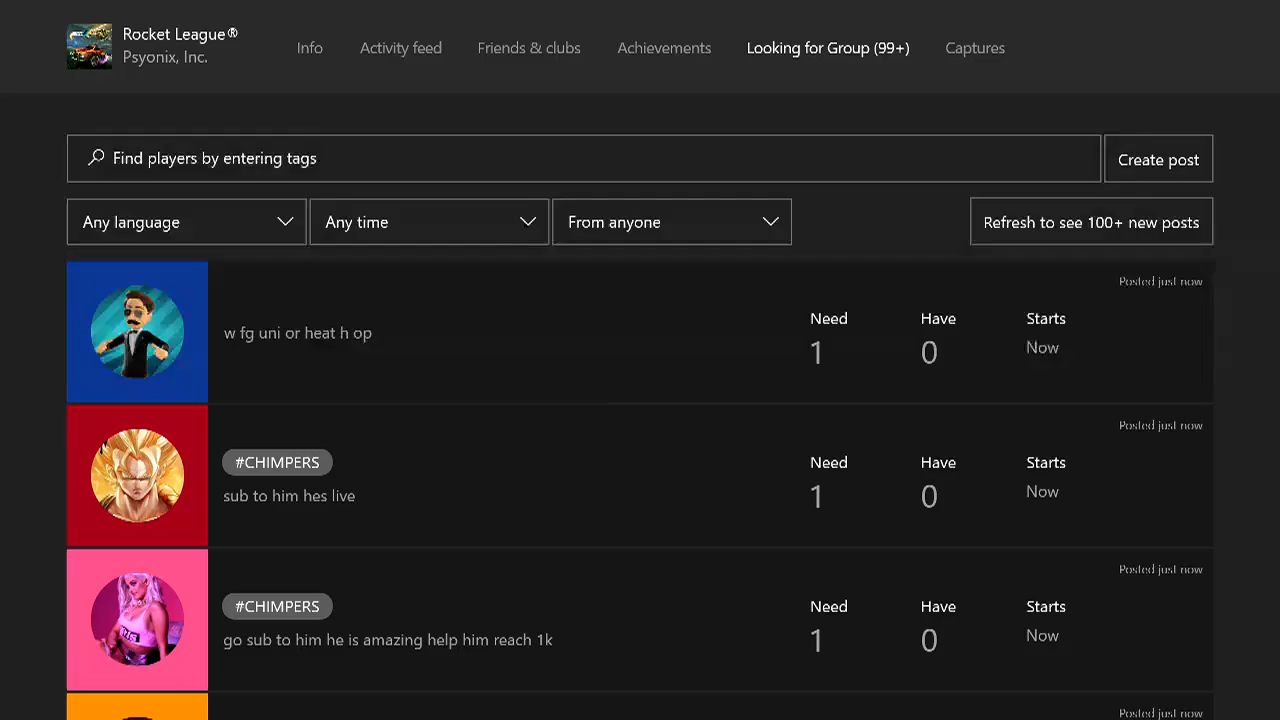 Rocket League®
Psyonix, Inc.
Info
Activity feed
Friends & clubs
Achievements
Looking for Group (99+)
Captures
Find players by entering tags
Create post
Any language
Any time
From anyone
Refresh to see 100+ new posts
Posted just now
w fg uni or heat h op
Need
Have
Starts
1
0
Now
Posted just now
#CHIMPERS
sub to him hes live
Need
Have
Starts
1
0
Now
Posted just now
#CHIMPERS
go sub to him he is amazing help him reach 1k
Need
Have
Starts
1
0
Now
Posted just now